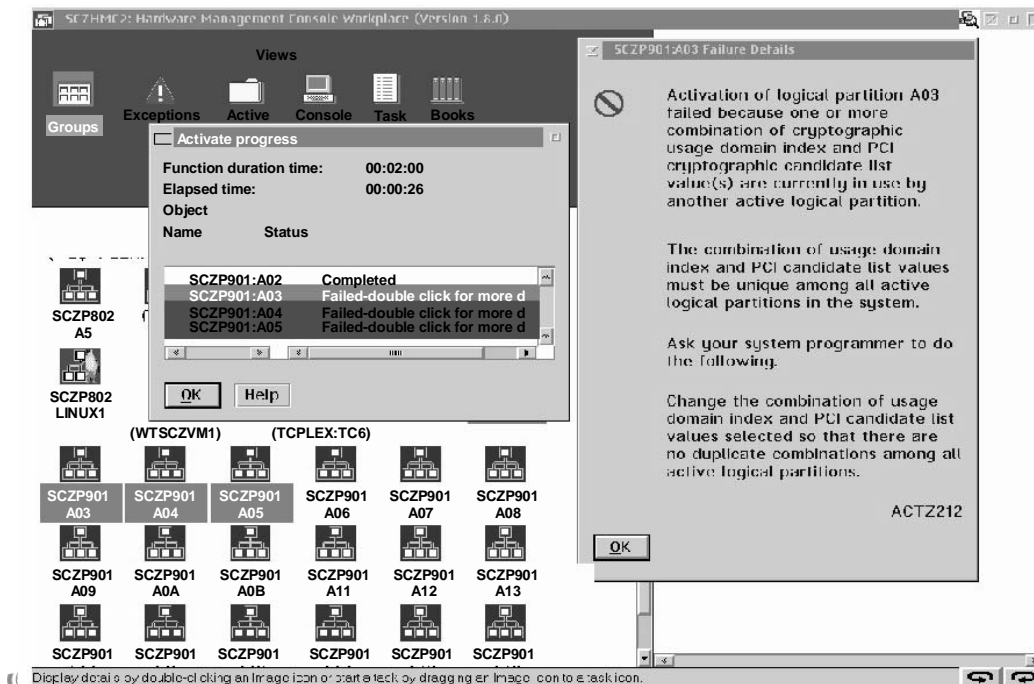 SCZHMC2: Hardware Management Console Workplace (Version 1.8.0)
Views
Groups
Exceptions
Active
Console
Task
Books
Activate progress
Function duration time: 00:02:00
Elapsed time: 00:00:26
Object
Name Status
SCZP901:A02 Completed
SCZP901:A03 Failed-double click for more d
SCZP901:A04 Failed-double click for more d
SCZP901:A05 Failed-double click for more d
OK
Help
SCZP802
A5
SCZP802
LINUX1
(WTSCZVM1) (TCPLEX:TC6)
SCZP901
A03
SCZP901
A04
SCZP901
A05
SCZP901
A06
SCZP901
A07
SCZP901
A08
SCZP901
A09
SCZP901
A0A
SCZP901
A0B
SCZP901
A11
SCZP901
A12
SCZP901
A13
SCZP901
SCZP901
SCZP901
SCZP901
SCZP901
SCZP901
SCZP901:A03 Failure Details
Activation of logical partition A03
failed because one or more
combination of cryptographic
usage domain index and PCI
cryptographic candidate list
value(s) are currently in use by
another active logical partition.
The combination of usage domain
index and PCI candidate list values
must be unique among all active
logical partitions in the system.
Ask your system programmer to do
the following.
Change the combination of usage
domain index and PCI candidate list
values selected so that there are
no duplicate combinations among all
active logical partitions.
ACTZ212
OK
Display details by double-clicking an Image icon or start a task by dragging an Image icon to a task icon.